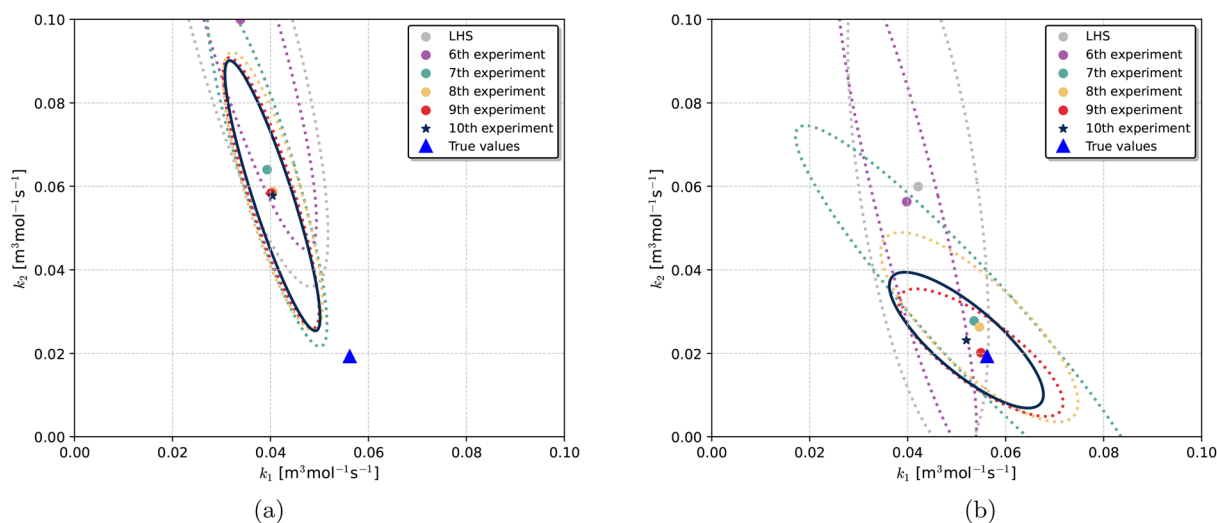 0.10
0.08
0.06
0.04
0.02
0.00
k₂ [m³mol⁻¹s⁻¹]
0.00 0.02 0.04 0.06 0.08 0.10
k₁ [m³mol⁻¹s⁻¹]
LHS
6th experiment
7th experiment
8th experiment
9th experiment
10th experiment
True values
(a)
0.10
0.08
0.06
0.04
0.02
0.00
k₂ [m³mol⁻¹s⁻¹]
0.00 0.02 0.04 0.06 0.08 0.10
k₁ [m³mol⁻¹s⁻¹]
LHS
6th experiment
7th experiment
8th experiment
9th experiment
10th experiment
True values
(b)